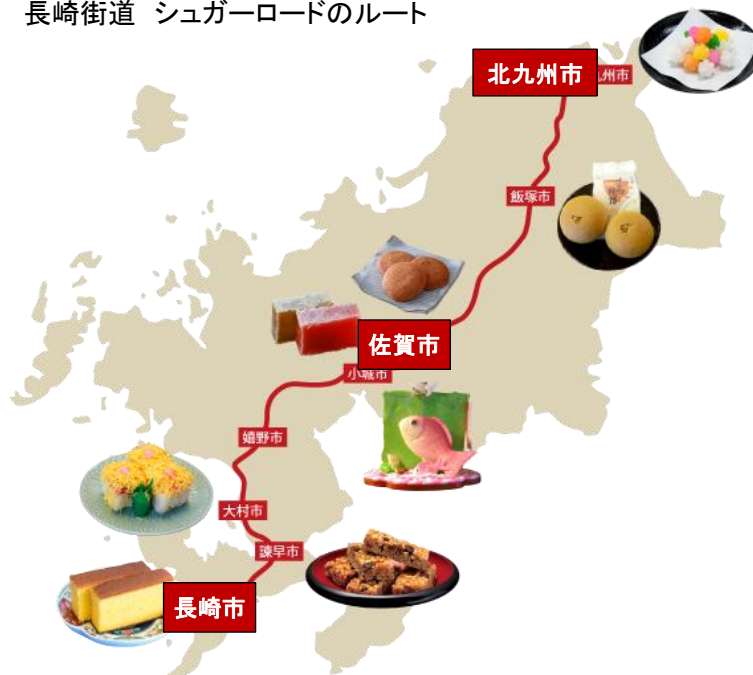 長崎街道 シュガーロードのルート
北九州市
九州市
飯塚市
佐賀市
小城市
嬉野市
大村市
諫早市
長崎市